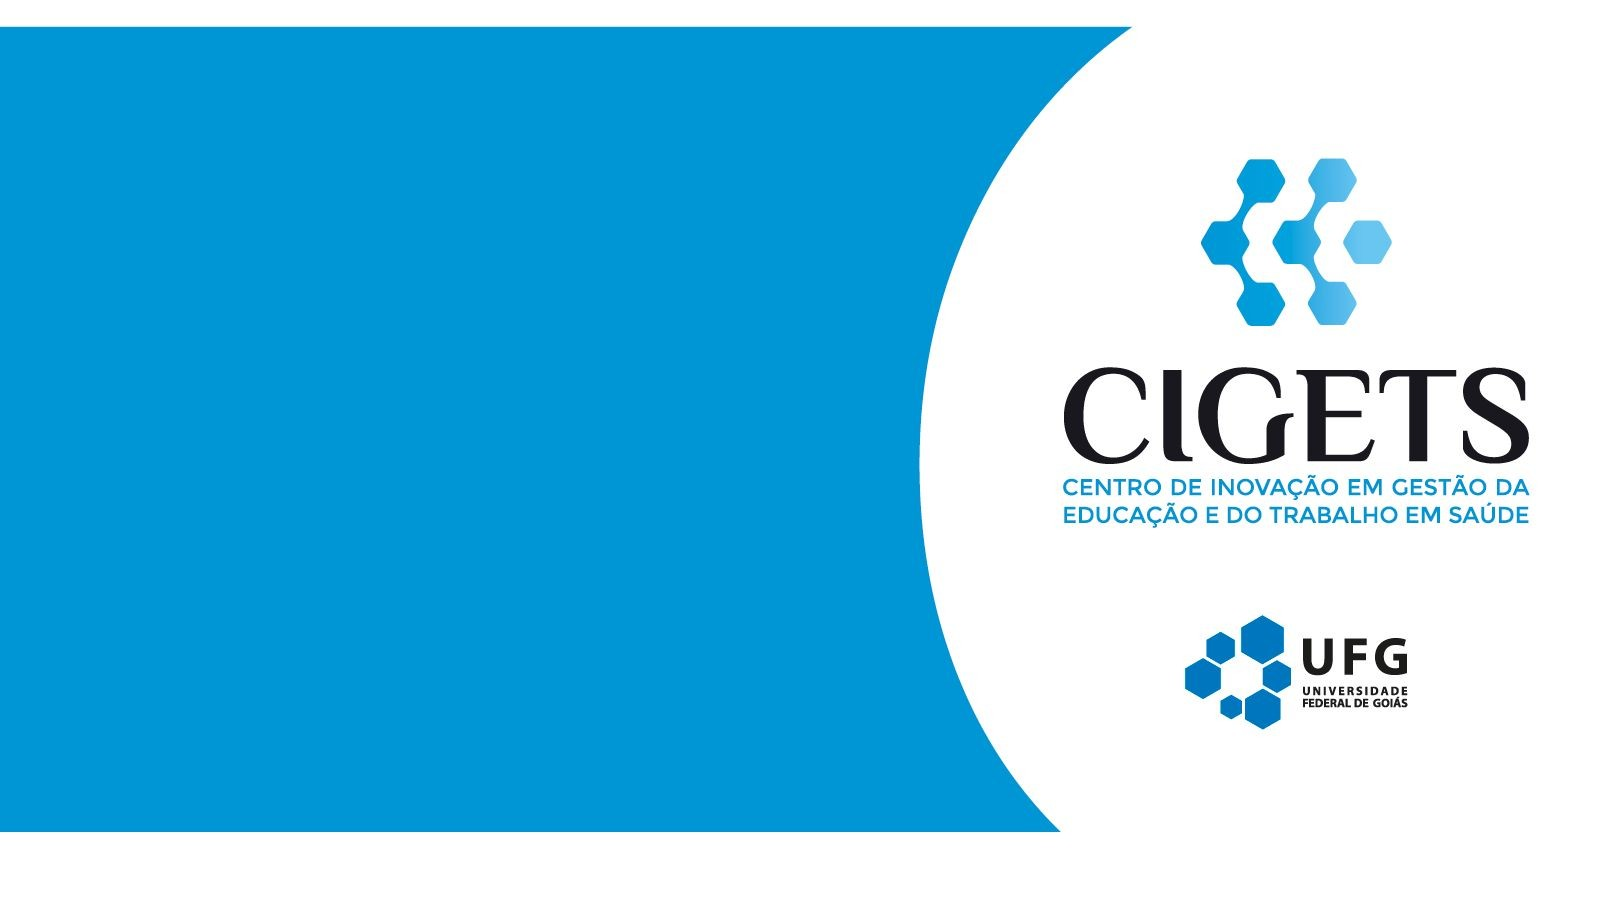 CIGETS
CENTRO DE INOVAÇÃO EM GESTÃO DA
EDUCAÇÃO E DO TRABALHO EM SAÚDE
UFG
UNIVERSIDADE
FEDERAL DE GOIÁS